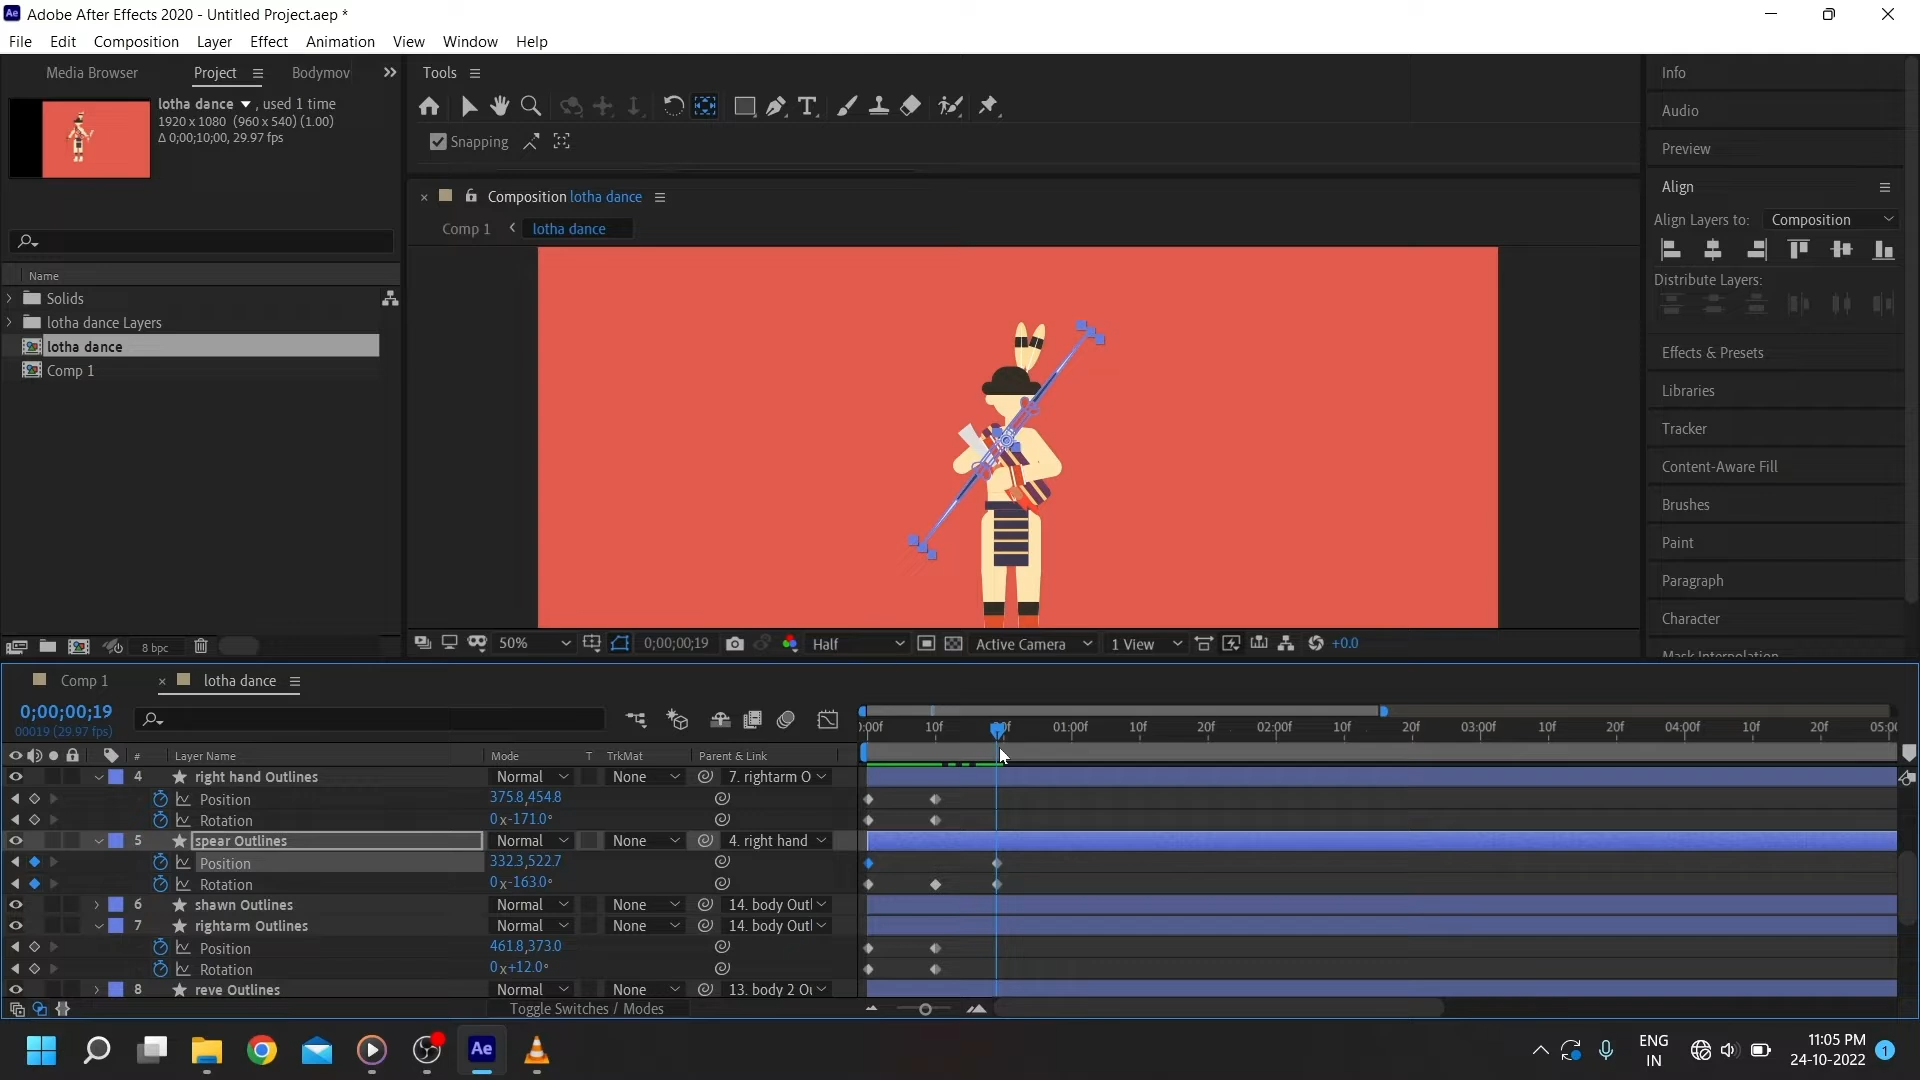 Adobe After Effects 2020 - Untitled Project.aep *
File Edit Composition Layer Effect Animation View Window Help
Media Browser Project Bodymov
Tools
Info
lotha dance , used 1 time
1920 x 1080 (960 x 540) (1.00)
Δ 0;00;10;00, 29.97 fps
Audio
Snapping
Preview
Composition lotha dance
Align
Comp 1 lotha dance
Align Layers to: Composition
Name
Distribute Layers:
Solids
lotha dance Layers
lotha dance
Comp 1
Effects & Presets
Libraries
Tracker
Content-Aware Fill
Brushes
Paint
Paragraph
Character
Mask Interpolation
8 bpc
50% 0;00;00;19 Half Active Camera 1 View +0.0
Comp 1 lotha dance
0;00;00;19
00019 (29.97 fps)
:00f 10f 01:00f 10f 20f 02:00f 10f 20f 03:00f 10f 20f 04:00f 10f 20f 05:00
# Layer Name Mode T TrkMat Parent & Link
4 right hand Outlines Normal None 7. rightarm O
Position 375.8,454.8
Rotation 0x-171.0°
5 spear Outlines Normal None 4. right hand
Position 332.3,522.7
Rotation 0x-163.0°
6 shawn Outlines Normal None 14. body Outl
7 rightarm Outlines Normal None 14. body Outl
Position 461.8,373.0
Rotation 0x+12.0°
8 reve Outlines Normal None 13. body 2 Ou
Toggle Switches / Modes
Ae
ENG
IN
11:05 PM
24-10-2022
1